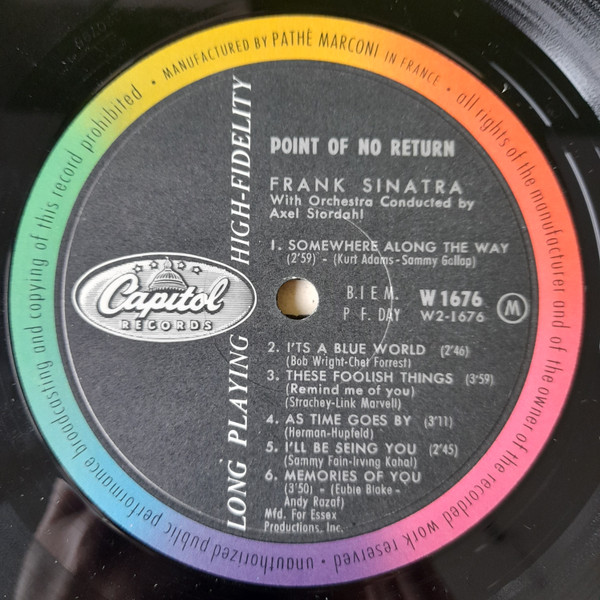 MANUFACTURED BY PATHÉ MARCONI IN FRANCE • all rights of the manufacturer and of the owner of the recorded work reserved • unauthorized public performance broadcasting and copying of this record prohibited •
LONG PLAYING HIGH-FIDELITY
Capitol
RECORDS
POINT OF NO RETURN
FRANK SINATRA
With Orchestra Conducted by
Axel Stordahl
1. SOMEWHERE ALONG THE WAY
(2'59) - (Kurt Adams-Sammy Gallop)
B.I E M. W 1676 M
P F. DAY W2-1676
2. I'TS A BLUE WORLD (2'46)
(Bob Wright-Chet Forrest)
3. THESE FOOLISH THINGS (3'59)
(Remind me of you)
(Strachey-Link Marvell)
4. AS TIME GOES BY (3'11)
(Herman-Hupfeld)
5. I'LL BE SEING YOU (2'45)
(Sammy Fain-Irving Kahal)
6. MEMORIES OF YOU
(3'50) - (Eubie Blake-
Andy Razaf)
Mfd. For Essex
Productions, Inc.